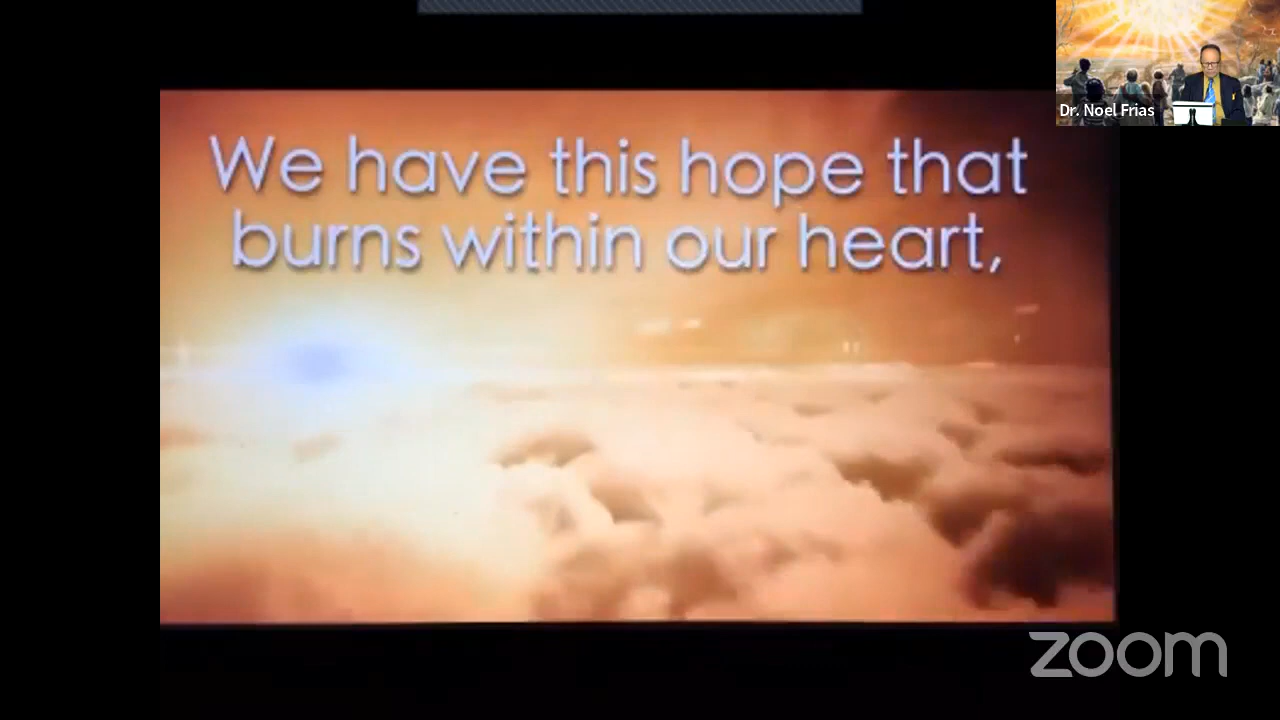 We have this hope that
burns within our heart,
Dr. Noel Frias
zoom